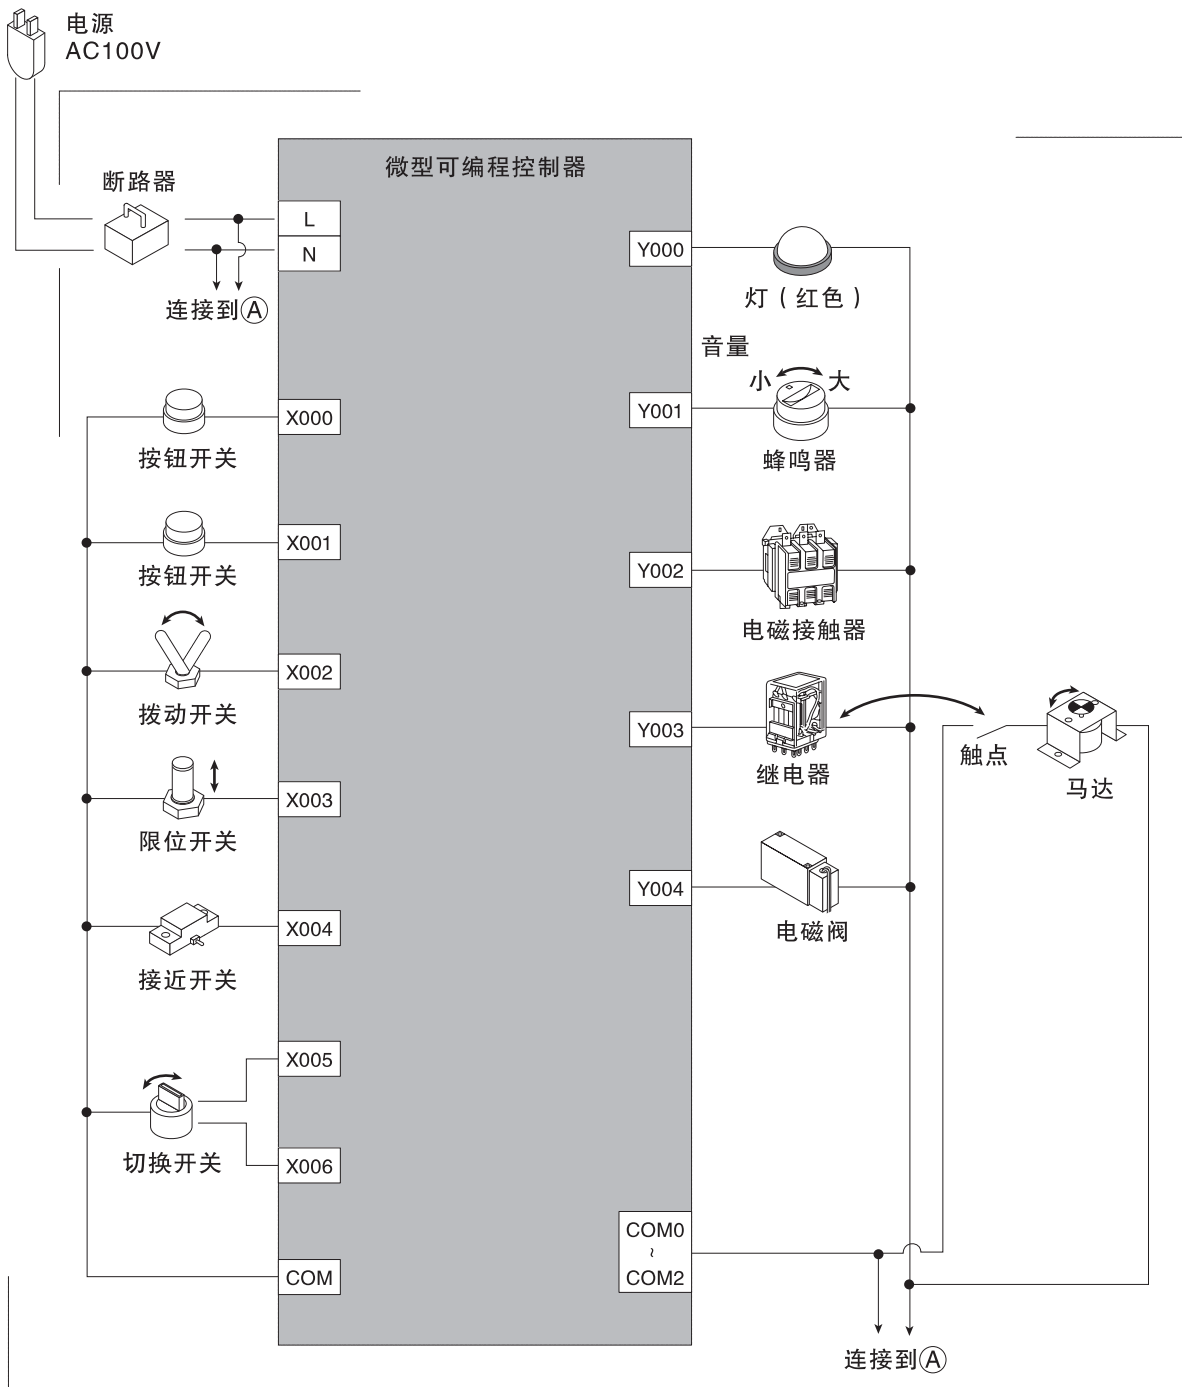 电源
AC100V
微型可编程控制器
断路器
L
N
连接到Ⓐ
Y000
灯（红色）
音量
小 大
X000
Y001
按钮开关
蜂鸣器
X001
Y002
按钮开关
电磁接触器
X002
拨动开关
Y003
触点
继电器
马达
X003
限位开关
Y004
X004
电磁阀
接近开关
X005
切换开关
X006
COM0
~
COM2
COM
连接到Ⓐ